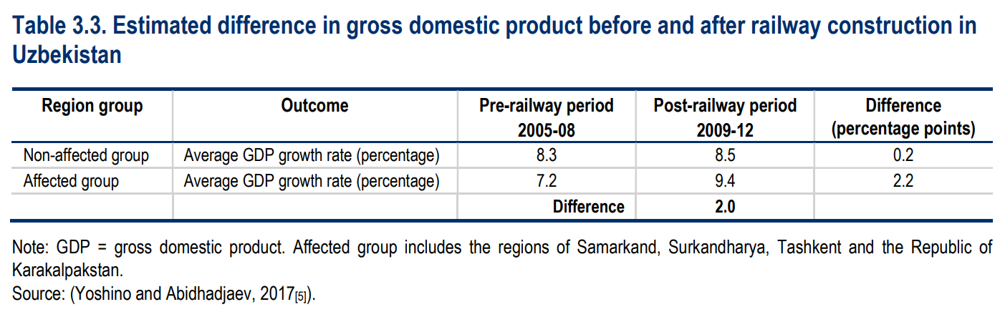 Table 3.3. Estimated difference in gross domestic product before and after railway construction in
Uzbekistan
Region group Outcome Pre-railway period 2005-08 Post-railway period 2009-12 Difference (percentage points)
Non-affected group Average GDP growth rate (percentage) 8.3 8.5 0.2
Affected group Average GDP growth rate (percentage) 7.2 9.4 2.2
Difference 2.0
Note: GDP = gross domestic product. Affected group includes the regions of Samarkand, Surkandharya, Tashkent and the Republic of
Karakalpakstan.
Source: (Yoshino and Abidhadjaev, 2017[5]).